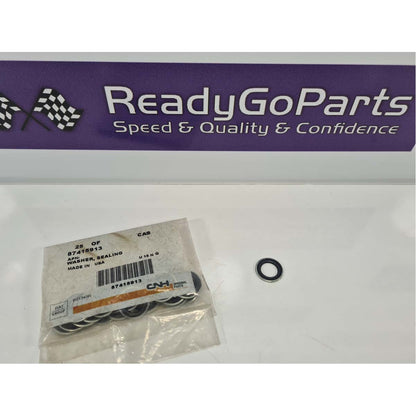 ReadyGoParts
Speed & Quality & Confidence
25 OF CAS
87415913
WASHER, SEALING
MADE IN USA
87415913
CNH